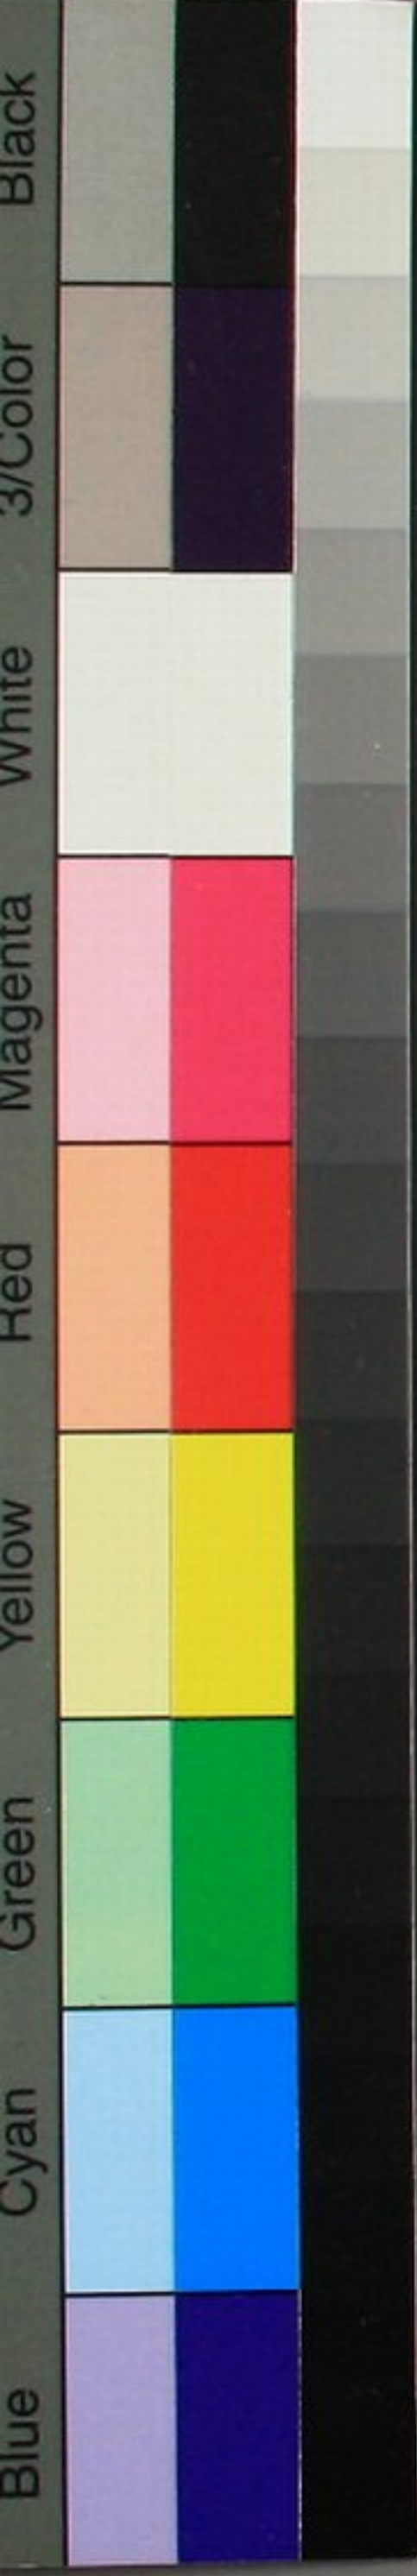 Black
3/Color
White
Magenta
Red
Yellow
Green
Cyan
Blue